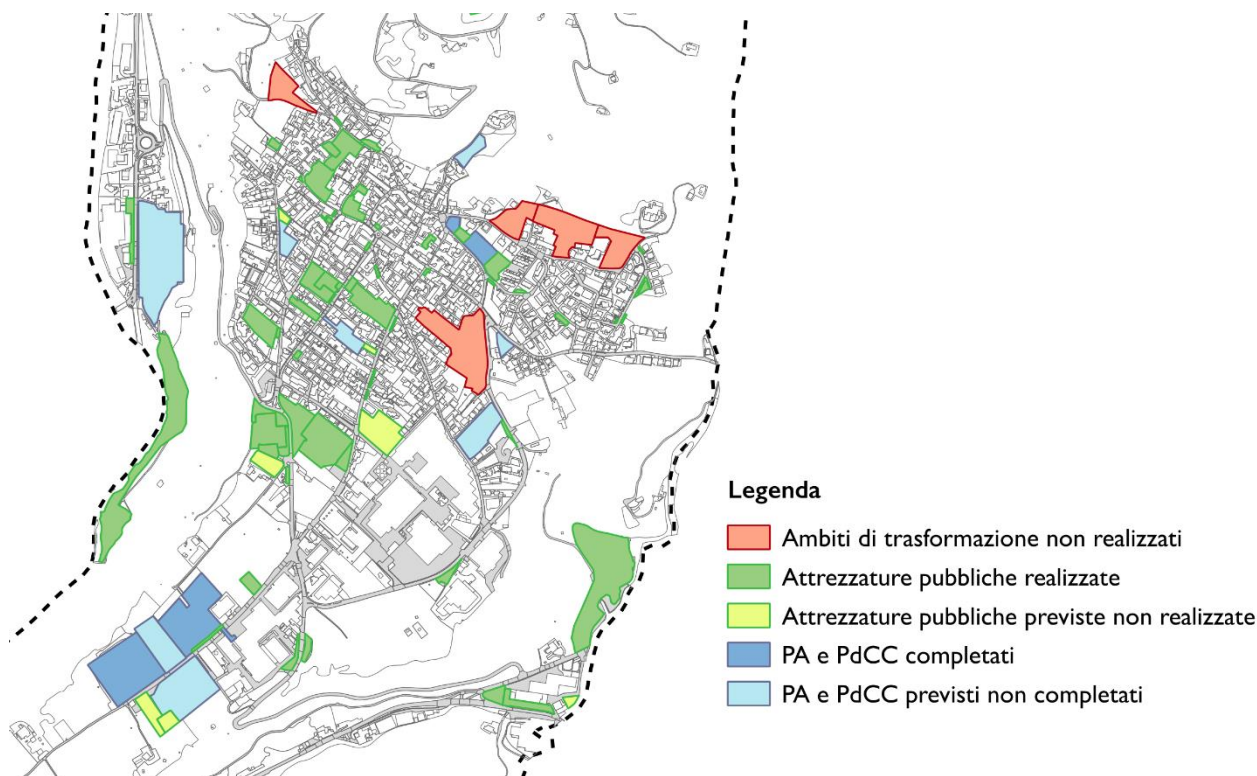 Legenda
Ambiti di trasformazione non realizzati
Attrezzature pubbliche realizzate
Attrezzature pubbliche previste non realizzate
PA e PdCC completati
PA e PdCC previsti non completati